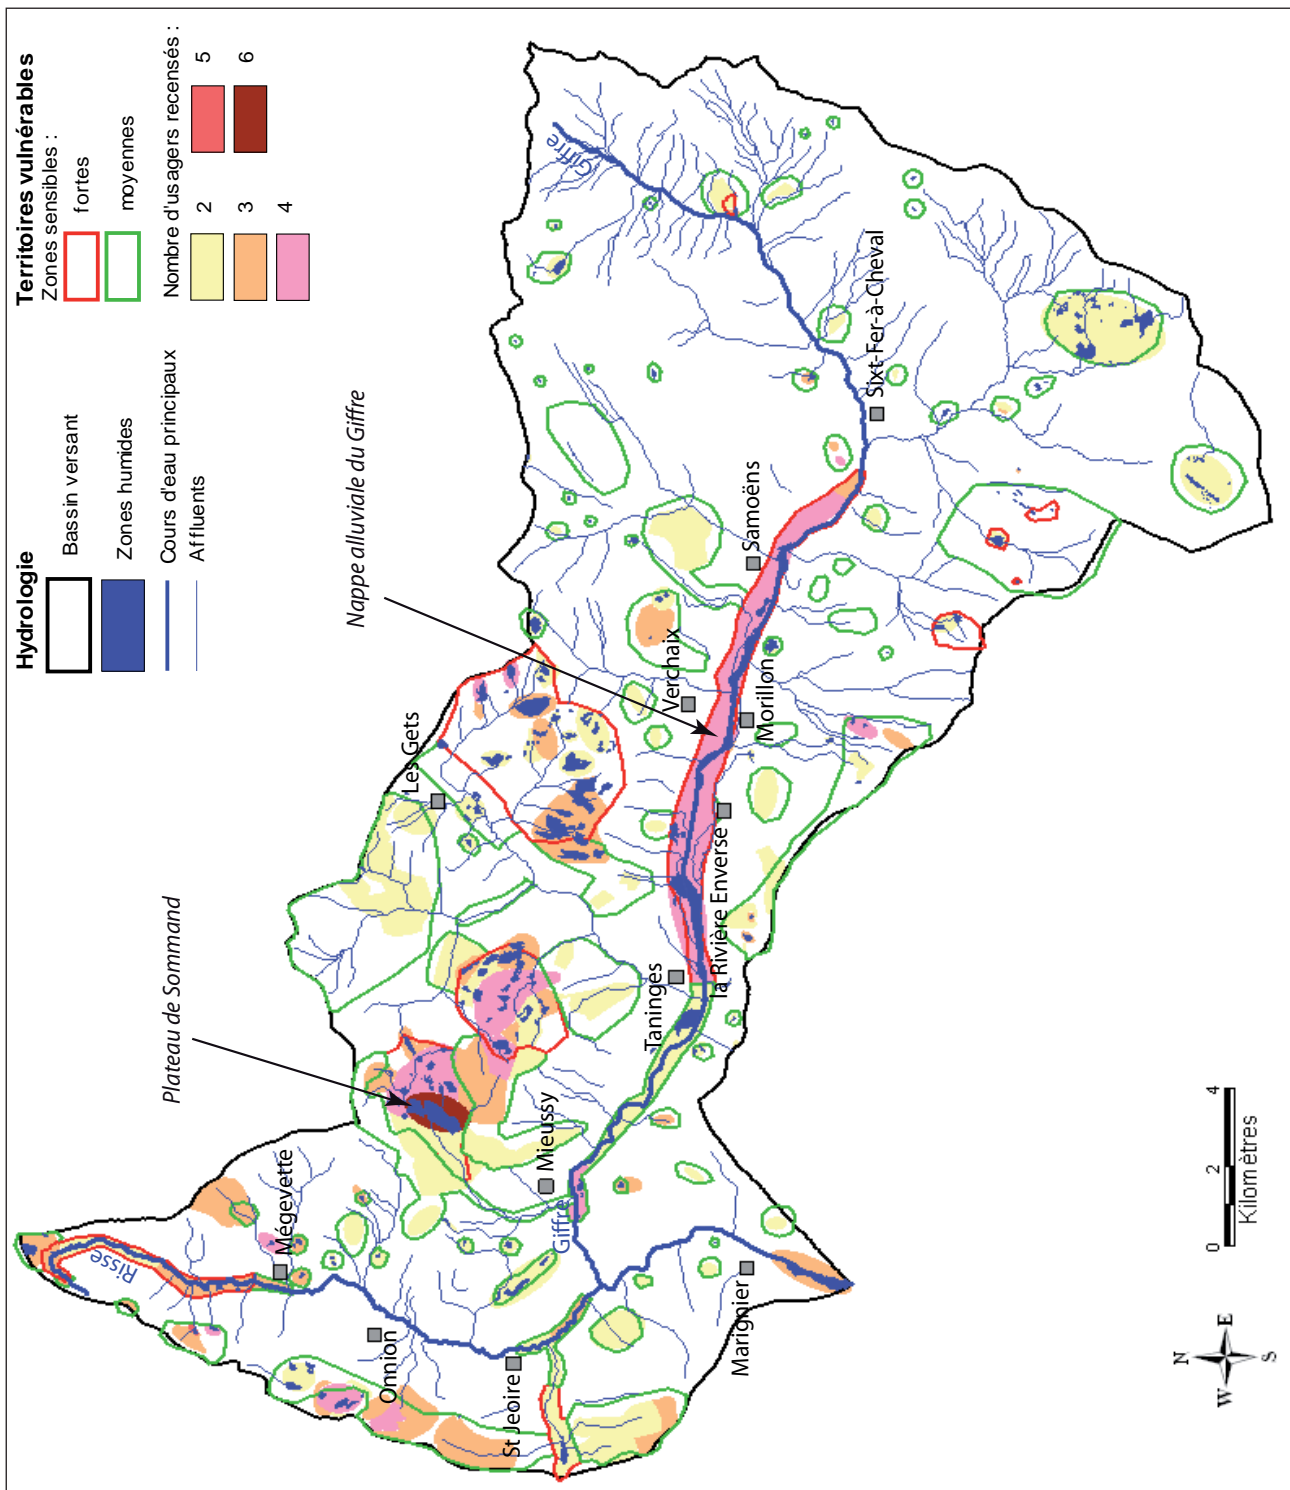 Hydrologie
Bassin versant
Zones humides
Cours d'eau principaux
Affluents
Territoires vulnérables
Zones sensibles :
fortes
moyennes
Nombre d'usagers recensés :
2
3
4
5
6
Plateau de Sommand
Nappe alluviale du Giffre
Risse
Mégevette
Onnion
St Jeoire
Marignier
Mieussy
Giffre
Taninges
la Rivière Enverse
Les Gets
Verchaix
Morillon
Samoëns
Sixt-Fer-à-Cheval
Giffre
N
W
E
S
0
2
4
Kilomètres